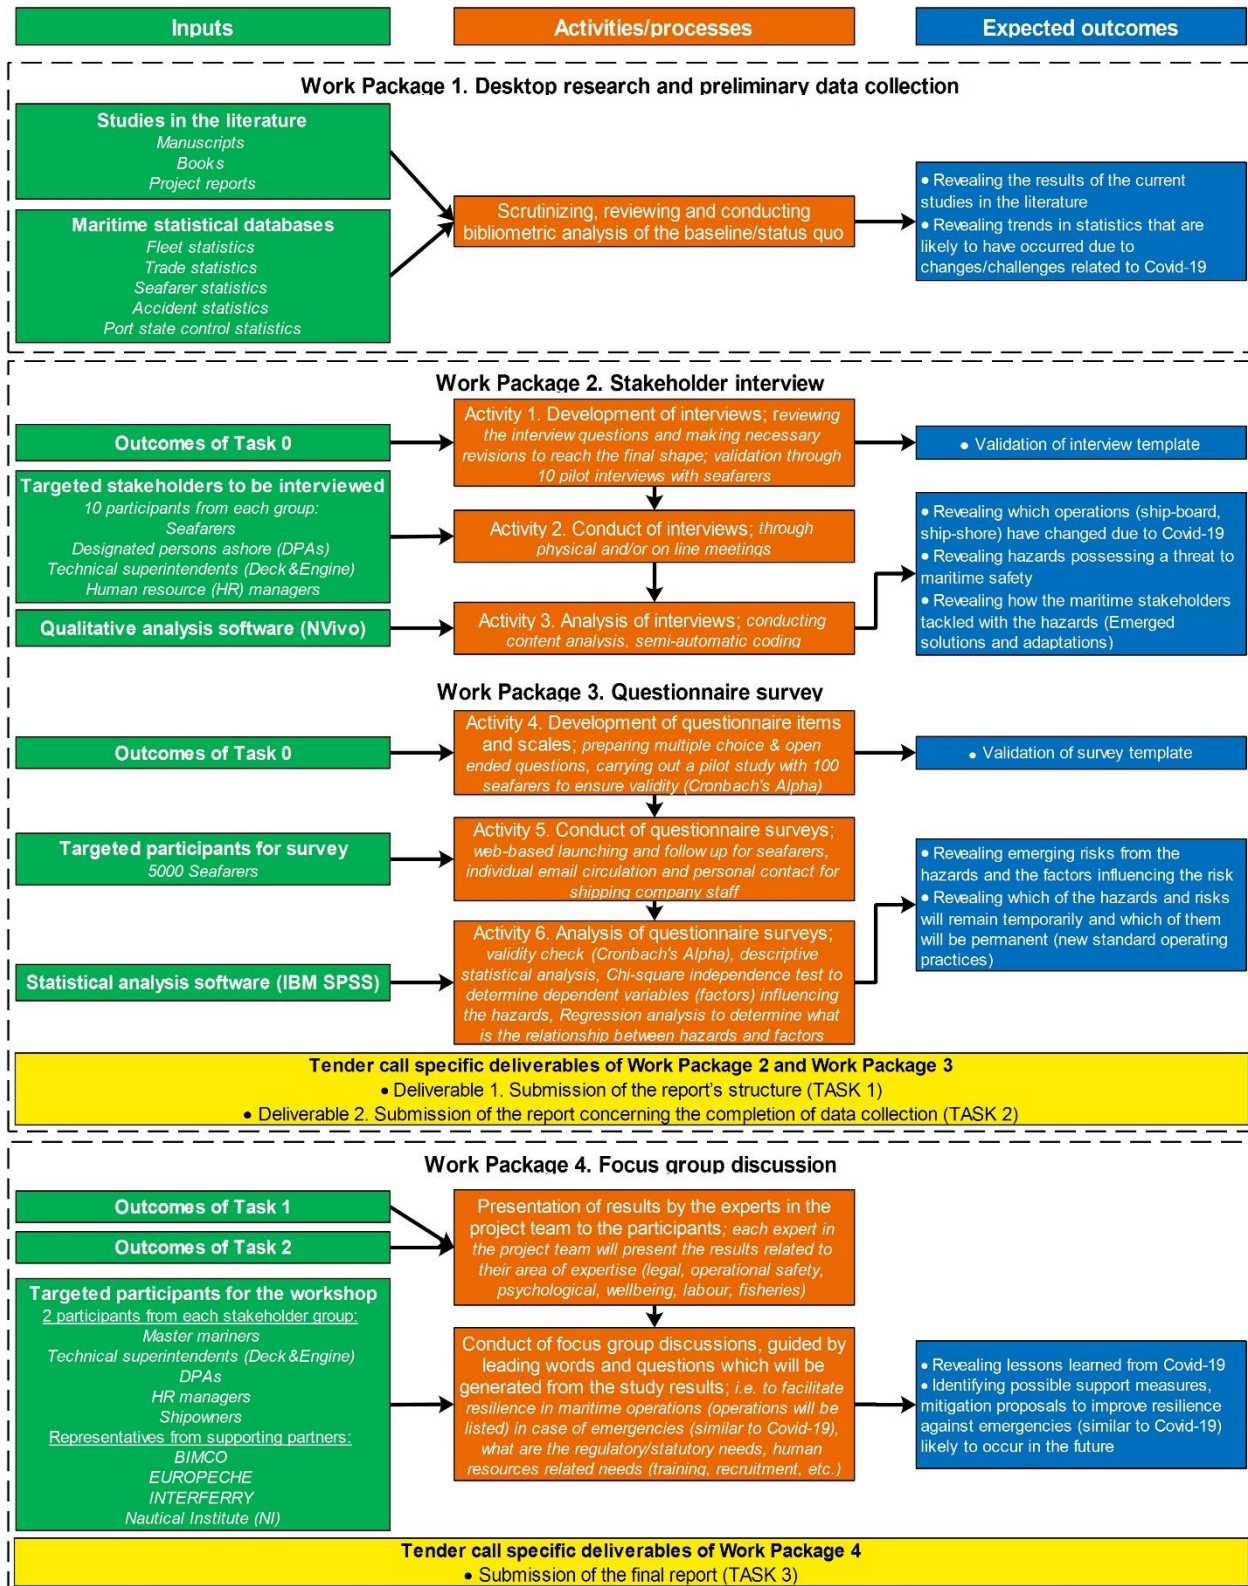 Inputs
Activities/processes
Expected outcomes
Work Package 1. Desktop research and preliminary data collection
Studies in the literature
Manuscripts
Books
Project reports
Maritime statistical databases
Fleet statistics
Trade statistics
Seafarer statistics
Accident statistics
Port state control statistics
Scrutinizing, reviewing and conducting
bibliometric analysis of the baseline/status quo
● Revealing the results of the current
studies in the literature
● Revealing trends in statistics that are
likely to have occurred due to
changes/challenges related to Covid-19
Work Package 2. Stakeholder interview
Outcomes of Task 0
Activity 1. Development of interviews; reviewing
the interview questions and making necessary
revisions to reach the final shape; validation through
10 pilot interviews with seafarers
● Validation of interview template
Targeted stakeholders to be interviewed
10 participants from each group:
Seafarers
Designated persons ashore (DPAs)
Technical superintendents (Deck&Engine)
Human resource (HR) managers
Activity 2. Conduct of interviews; through
physical and/or on line meetings
Qualitative analysis software (NVivo)
Activity 3. Analysis of interviews; conducting
content analysis, semi-automatic coding
● Revealing which operations (ship-board,
ship-shore) have changed due to Covid-19
● Revealing hazards possessing a threat to
maritime safety
● Revealing how the maritime stakeholders
tackled with the hazards (Emerged
solutions and adaptations)
Work Package 3. Questionnaire survey
Outcomes of Task 0
Activity 4. Development of questionnaire items
and scales; preparing multiple choice & open
ended questions, carrying out a pilot study with 100
seafarers to ensure validity (Cronbach's Alpha)
● Validation of survey template
Targeted participants for survey
5000 Seafarers
Activity 5. Conduct of questionnaire surveys;
web-based launching and follow up for seafarers,
individual email circulation and personal contact for
shipping company staff
Statistical analysis software (IBM SPSS)
Activity 6. Analysis of questionnaire surveys;
validity check (Cronbach's Alpha), descriptive
statistical analysis, Chi-square independence test to
determine dependent variables (factors) influencing
the hazards, Regression analysis to determine what
is the relationship between hazards and factors
● Revealing emerging risks from the
hazards and the factors influencing the risk
● Revealing which of the hazards and risks
will remain temporarily and which of them
will be permanent (new standard operating
practices)
Tender call specific deliverables of Work Package 2 and Work Package 3
● Deliverable 1. Submission of the report's structure (TASK 1)
● Deliverable 2. Submission of the report concerning the completion of data collection (TASK 2)
Work Package 4. Focus group discussion
Outcomes of Task 1
Outcomes of Task 2
Presentation of results by the experts in the
project team to the participants; each expert in
the project team will present the results related to
their area of expertise (legal, operational safety,
psychological, wellbeing, labour, fisheries)
Targeted participants for the workshop
2 participants from each stakeholder group:
Master mariners
Technical superintendents (Deck&Engine)
DPAs
HR managers
Shipowners
Representatives from supporting partners:
BIMCO
EUROPECHE
INTERFERRY
Nautical Institute (NI)
Conduct of focus group discussions, guided by
leading words and questions which will be
generated from the study results; i.e. to facilitate
resilience in maritime operations (operations will be
listed) in case of emergencies (similar to Covid-19),
what are the regulatory/statutory needs, human
resources related needs (training, recruitment, etc.)
● Revealing lessons learned from Covid-19
● Identifying possible support measures,
mitigation proposals to improve resilience
against emergencies (similar to Covid-19)
likely to occur in the future
Tender call specific deliverables of Work Package 4
● Submission of the final report (TASK 3)